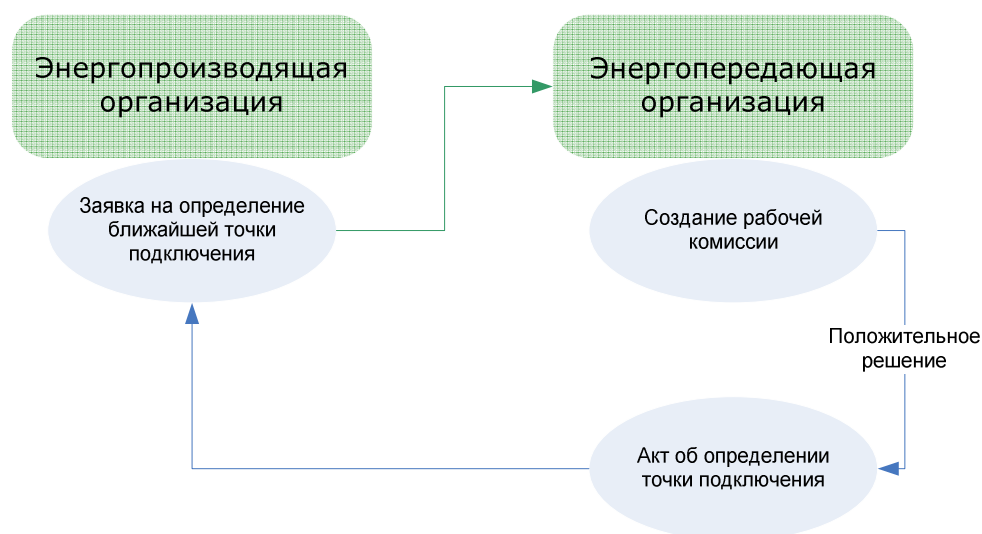 Энергопроизводящая
организация
Энергопередающая
организация
Заявка на определение
ближайшей точки
подключения
Создание рабочей
комиссии
Положительное
решение
Акт об определении
точки подключения